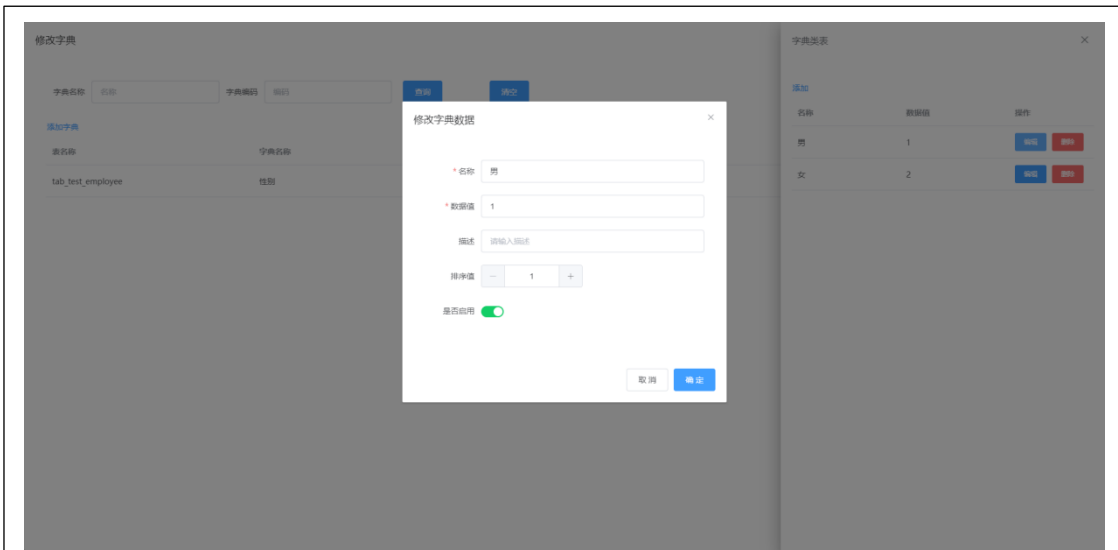 修改字典
字典名称 名称 字典编码 编码 查询 清空
添加字典
表名称 字典名称
tab_test_employee 性别
修改字典数据
* 名称 男
* 数据值 1
描述 请输入描述
排序值 − 1 +
是否启用
取消 确定
字典类表
添加
名称 数据值 操作
男 1 编辑 删除
女 2 编辑 删除